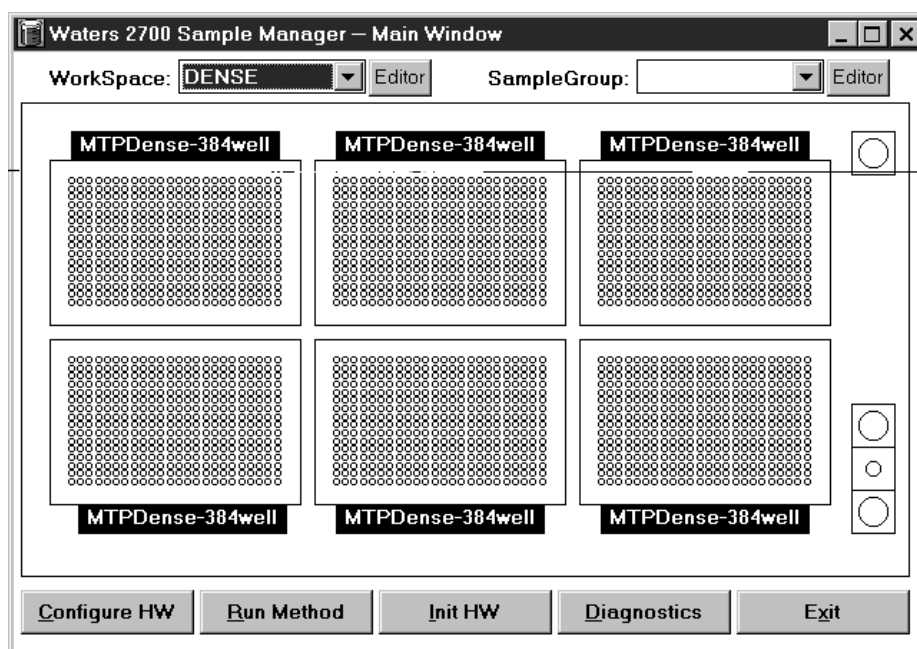 Waters 2700 Sample Manager — Main Window
WorkSpace: DENSE Editor SampleGroup: Editor
MTPDense-384well MTPDense-384well MTPDense-384well
MTPDense-384well MTPDense-384well MTPDense-384well
Configure HW Run Method Init HW Diagnostics Exit